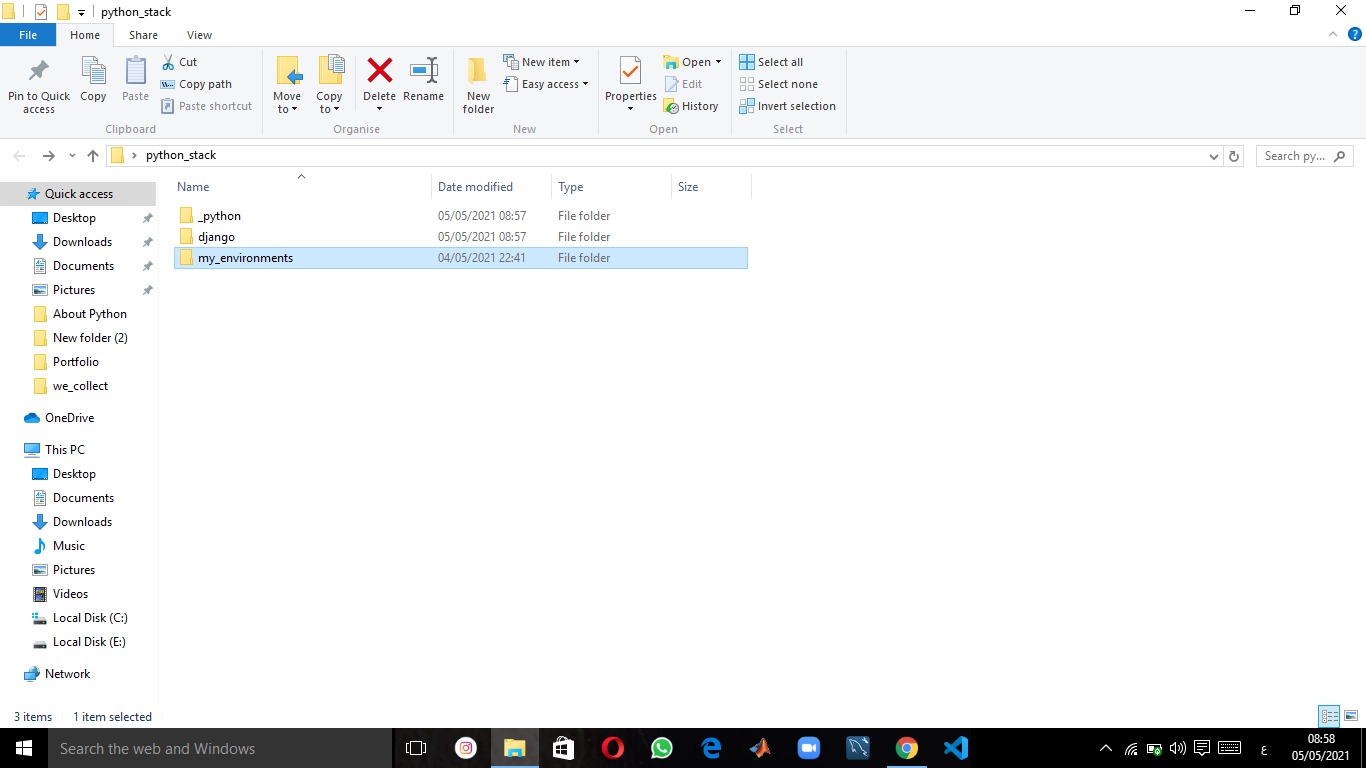 python_stack
File Home Share View
Pin to Quick access
Copy
Paste
Cut
Copy path
Paste shortcut
Clipboard
Move to
Copy to
Delete
Rename
Organise
New folder
New item
Easy access
New
Properties
Open
Edit
History
Open
Select all
Select none
Invert selection
Select
python_stack
Search py...
Quick access
Desktop
Downloads
Documents
Pictures
About Python
New folder (2)
Portfolio
we_collect
OneDrive
This PC
Desktop
Documents
Downloads
Music
Pictures
Videos
Local Disk (C:)
Local Disk (E:)
Network
Name Date modified Type Size
_python 05/05/2021 08:57 File folder
django 05/05/2021 08:57 File folder
my_environments 04/05/2021 22:41 File folder
3 items 1 item selected
Search the web and Windows
ع
08:58
05/05/2021